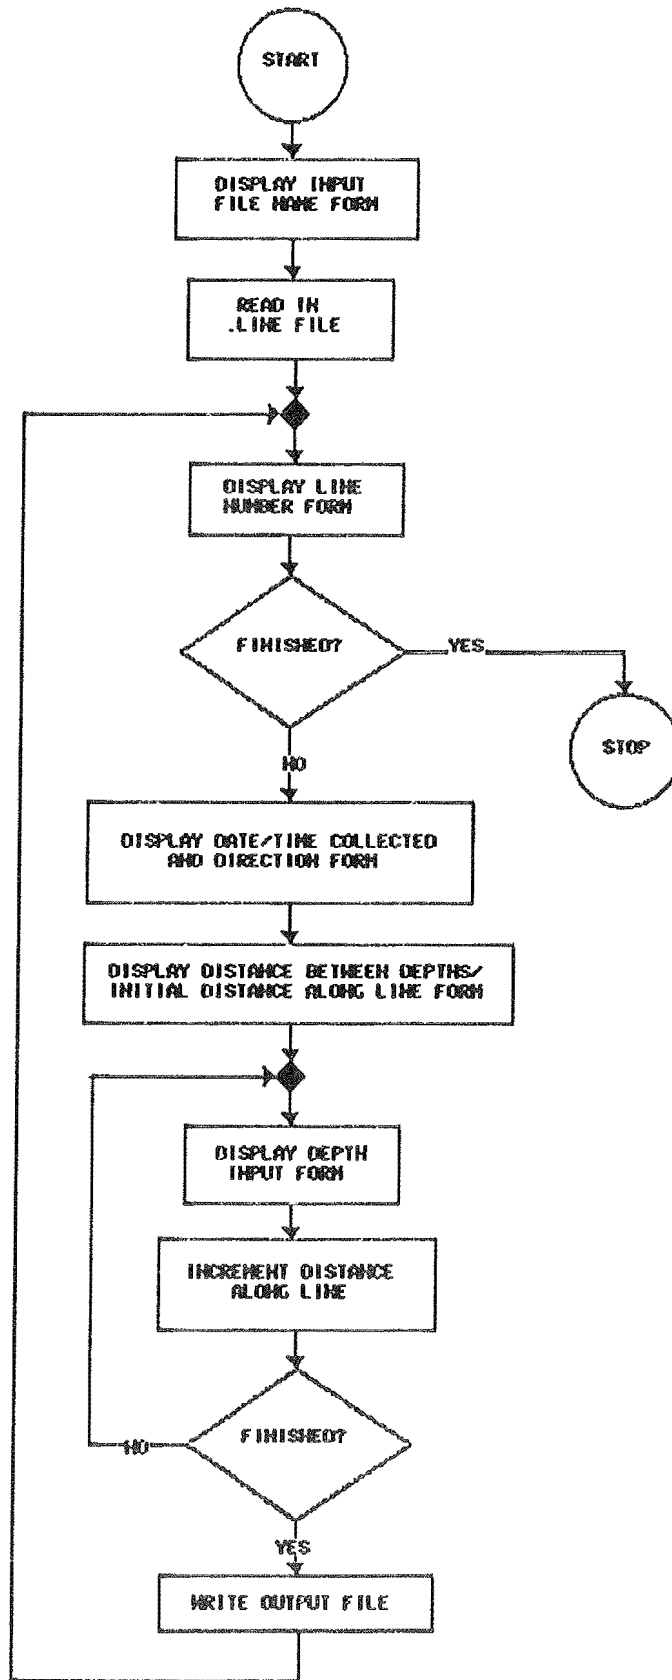 START
DISPLAY INPUT
FILE NAME FORM
READ IN
.LINE FILE
DISPLAY LINE
NUMBER FORM
FINISHED?
YES
STOP
NO
DISPLAY DATE/TIME COLLECTED
AND DIRECTION FORM
DISPLAY DISTANCE BETWEEN DEPTHS/
INITIAL DISTANCE ALONG LINE FORM
DISPLAY DEPTH
INPUT FORM
INCREMENT DISTANCE
ALONG LINE
FINISHED?
NO
YES
WRITE OUTPUT FILE